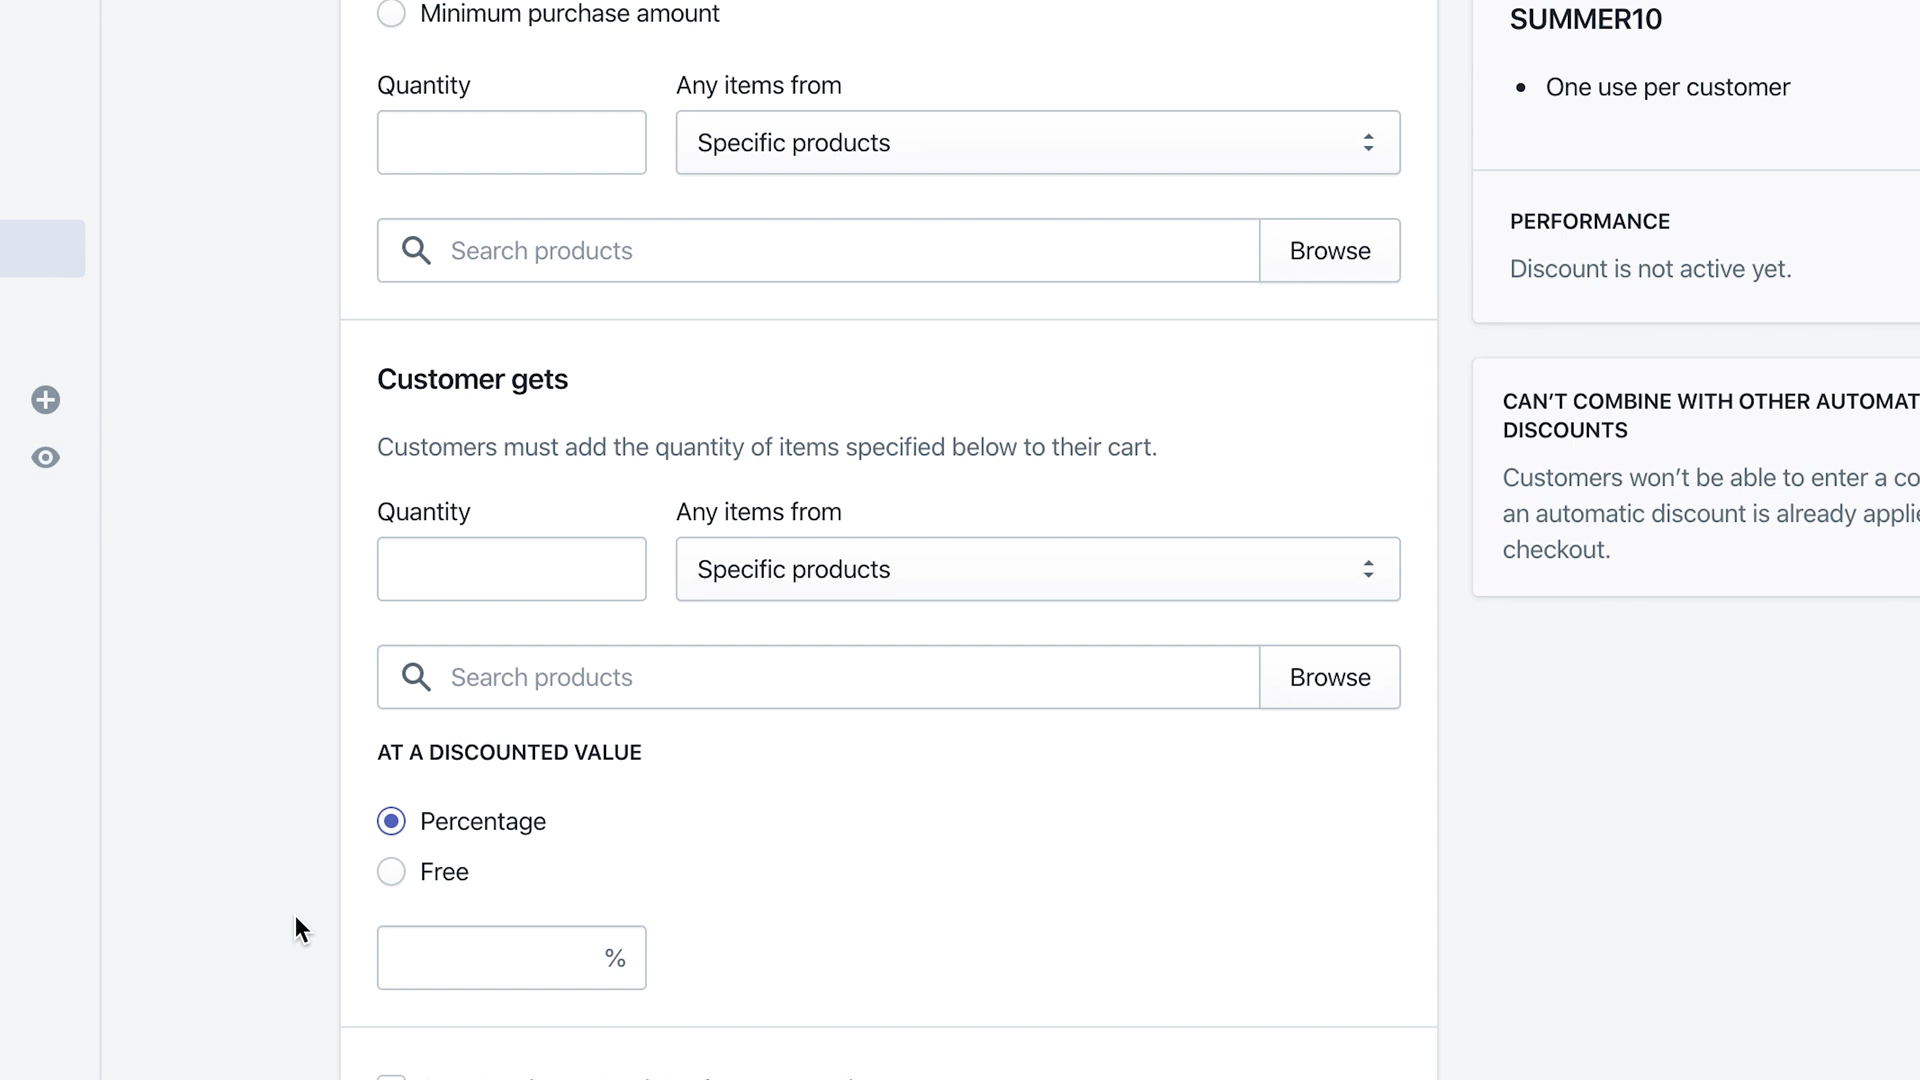 Minimum purchase amount
Quantity
Any items from
Specific products
Search products
Browse
Customer gets
Customers must add the quantity of items specified below to their cart.
Quantity
Any items from
Specific products
Search products
Browse
AT A DISCOUNTED VALUE
Percentage
Free
%
SUMMER10
• One use per customer
PERFORMANCE
Discount is not active yet.
CAN’T COMBINE WITH OTHER AUTOMAT
DISCOUNTS
Customers won’t be able to enter a co
an automatic discount is already applie
checkout.